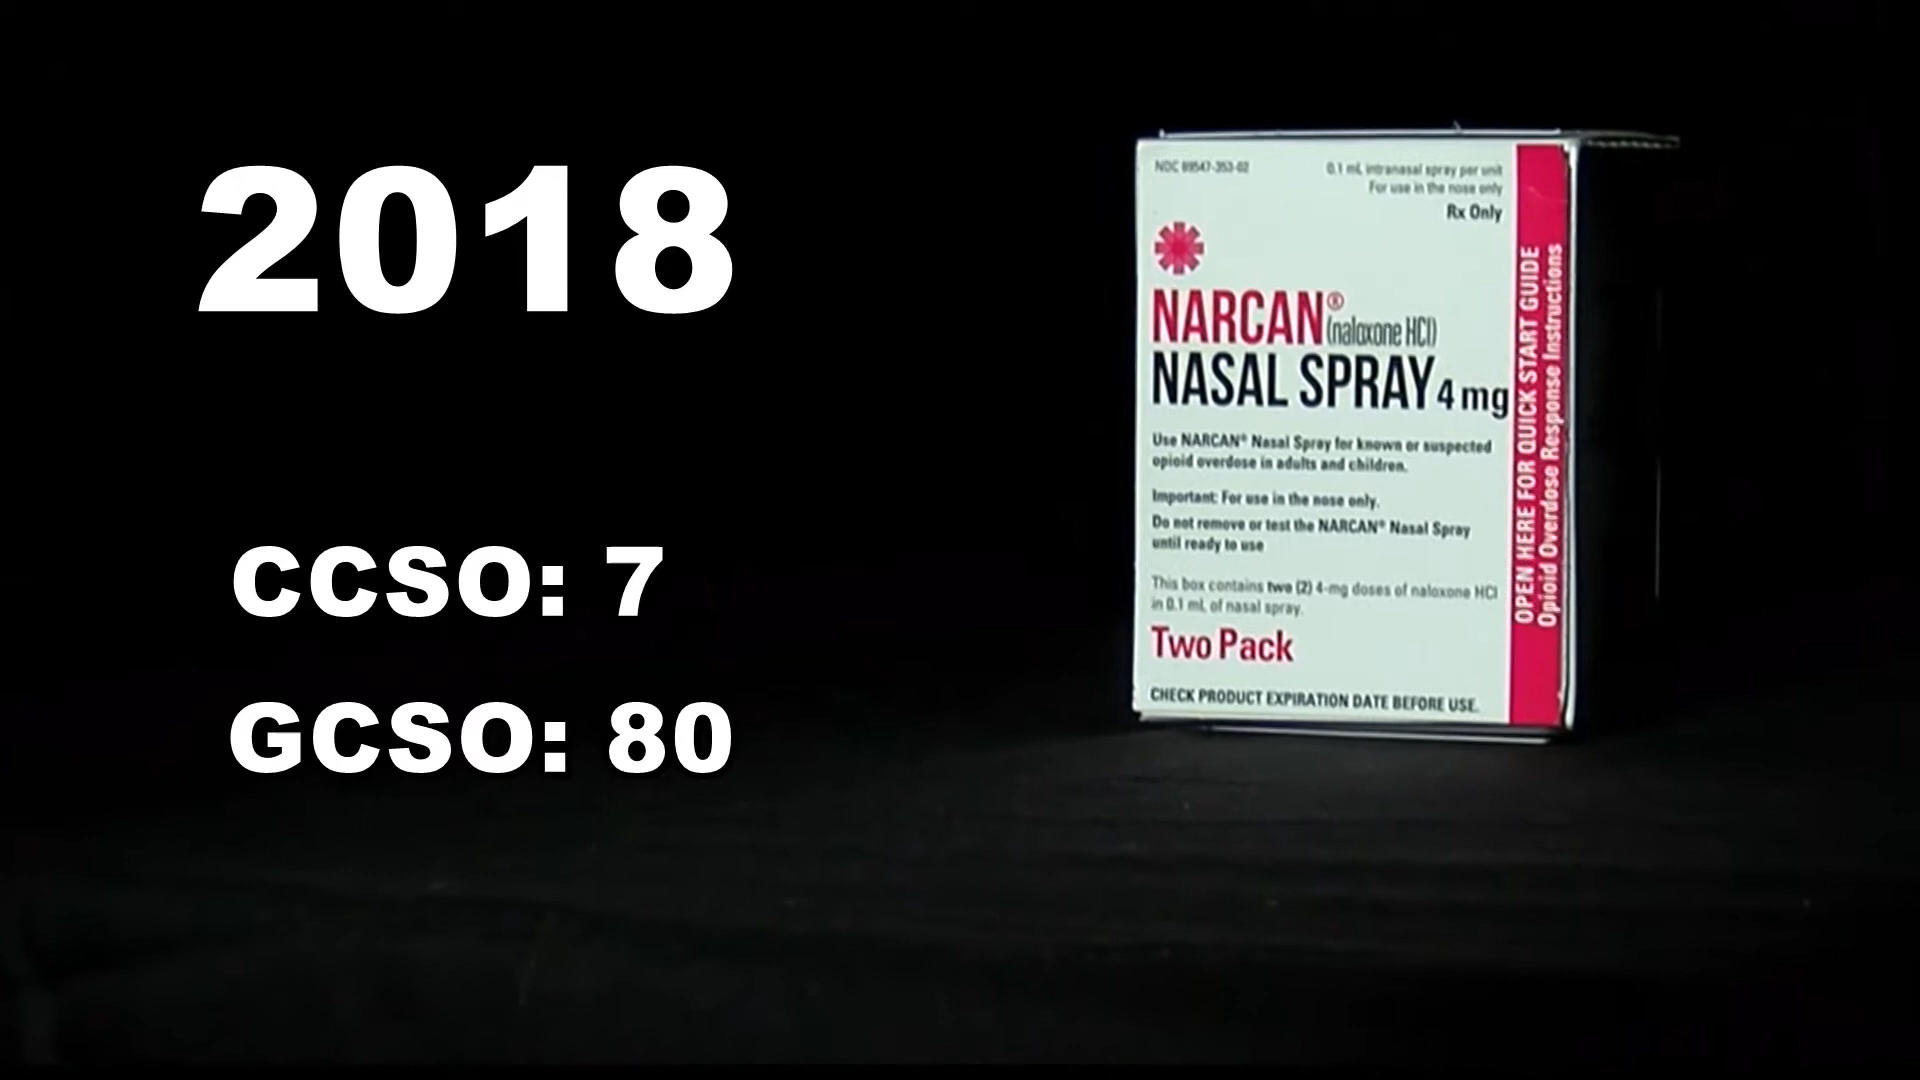 2018
CCSO: 7
GCSO: 80
NDC 69547-353-02
0.1 mL intranasal spray per unit
For use in the nose only
Rx Only
NARCAN®
(naloxone HCl)
NASAL SPRAY 4 mg
Use NARCAN® Nasal Spray for known or suspected
opioid overdose in adults and children.
Important: For use in the nose only.
Do not remove or test the NARCAN® Nasal Spray
until ready to use
This box contains two (2) 4-mg doses of naloxone HCl
in 0.1 mL of nasal spray.
Two Pack
CHECK PRODUCT EXPIRATION DATE BEFORE USE.
OPEN HERE FOR QUICK START GUIDE
Opioid Overdose Response Instructions